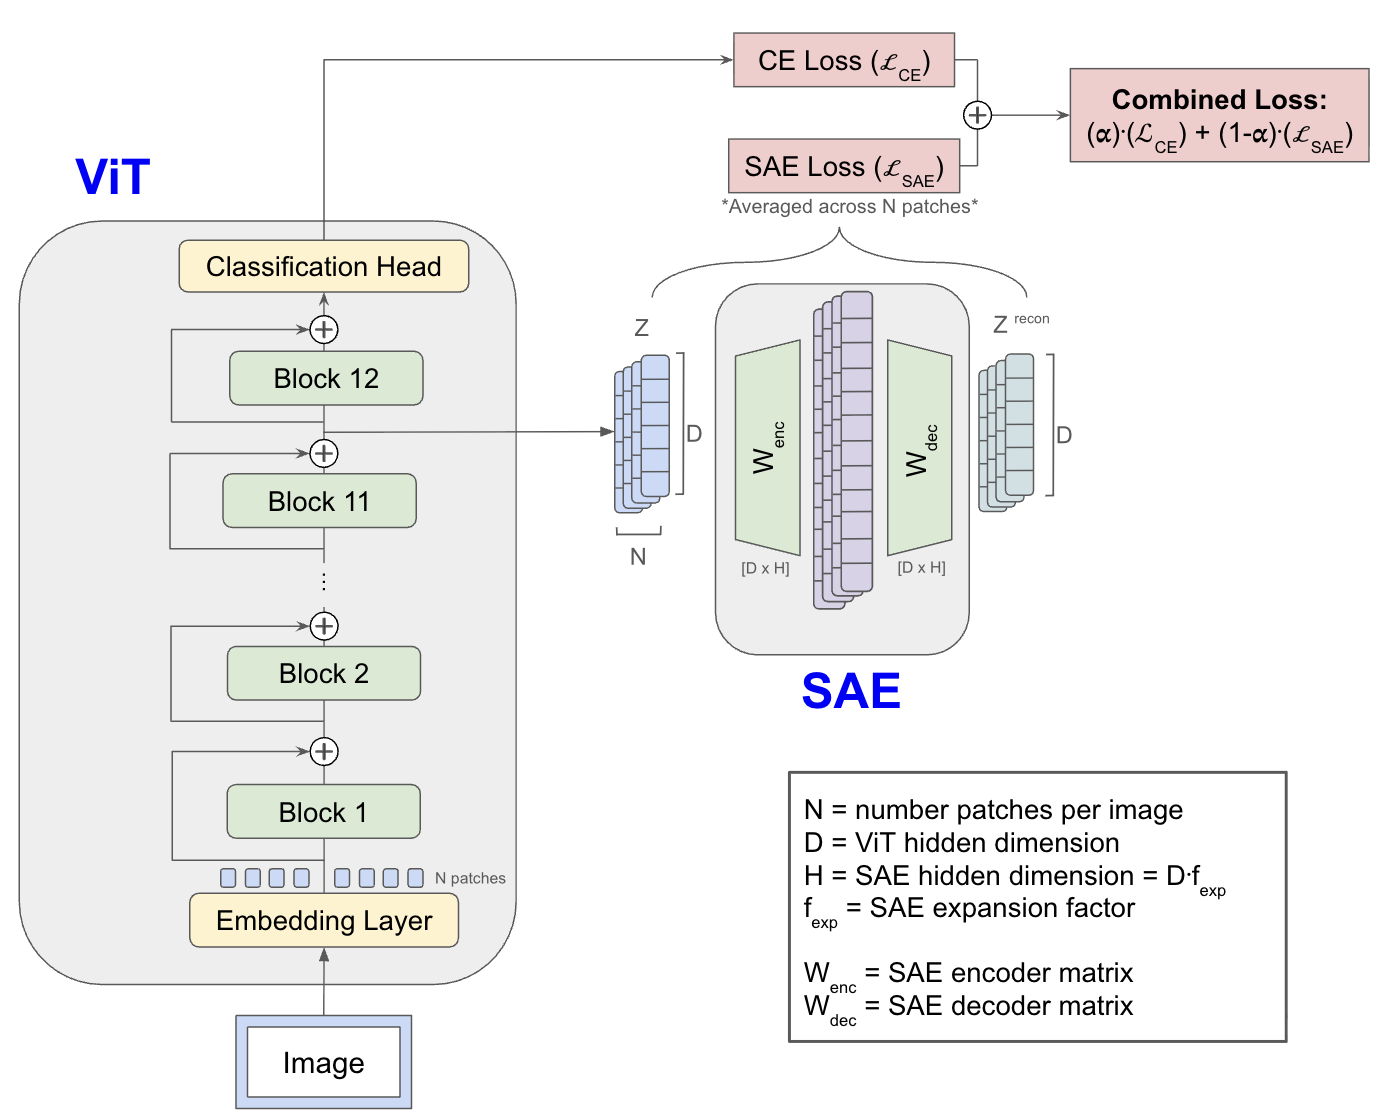 CE Loss (ℒCE)
Combined Loss:
(α)·(ℒCE) + (1-α)·(ℒSAE)
SAE Loss (ℒSAE)
*Averaged across N patches*
ViT
Classification Head
Block 12
Block 11
⋮
Block 2
Block 1
N patches
Embedding Layer
Image
Z
D
N
Wenc
[D x H]
Wdec
[D x H]
Z recon
D
SAE
N = number patches per image
D = ViT hidden dimension
H = SAE hidden dimension = D·fexp
fexp = SAE expansion factor
Wenc = SAE encoder matrix
Wdec = SAE decoder matrix